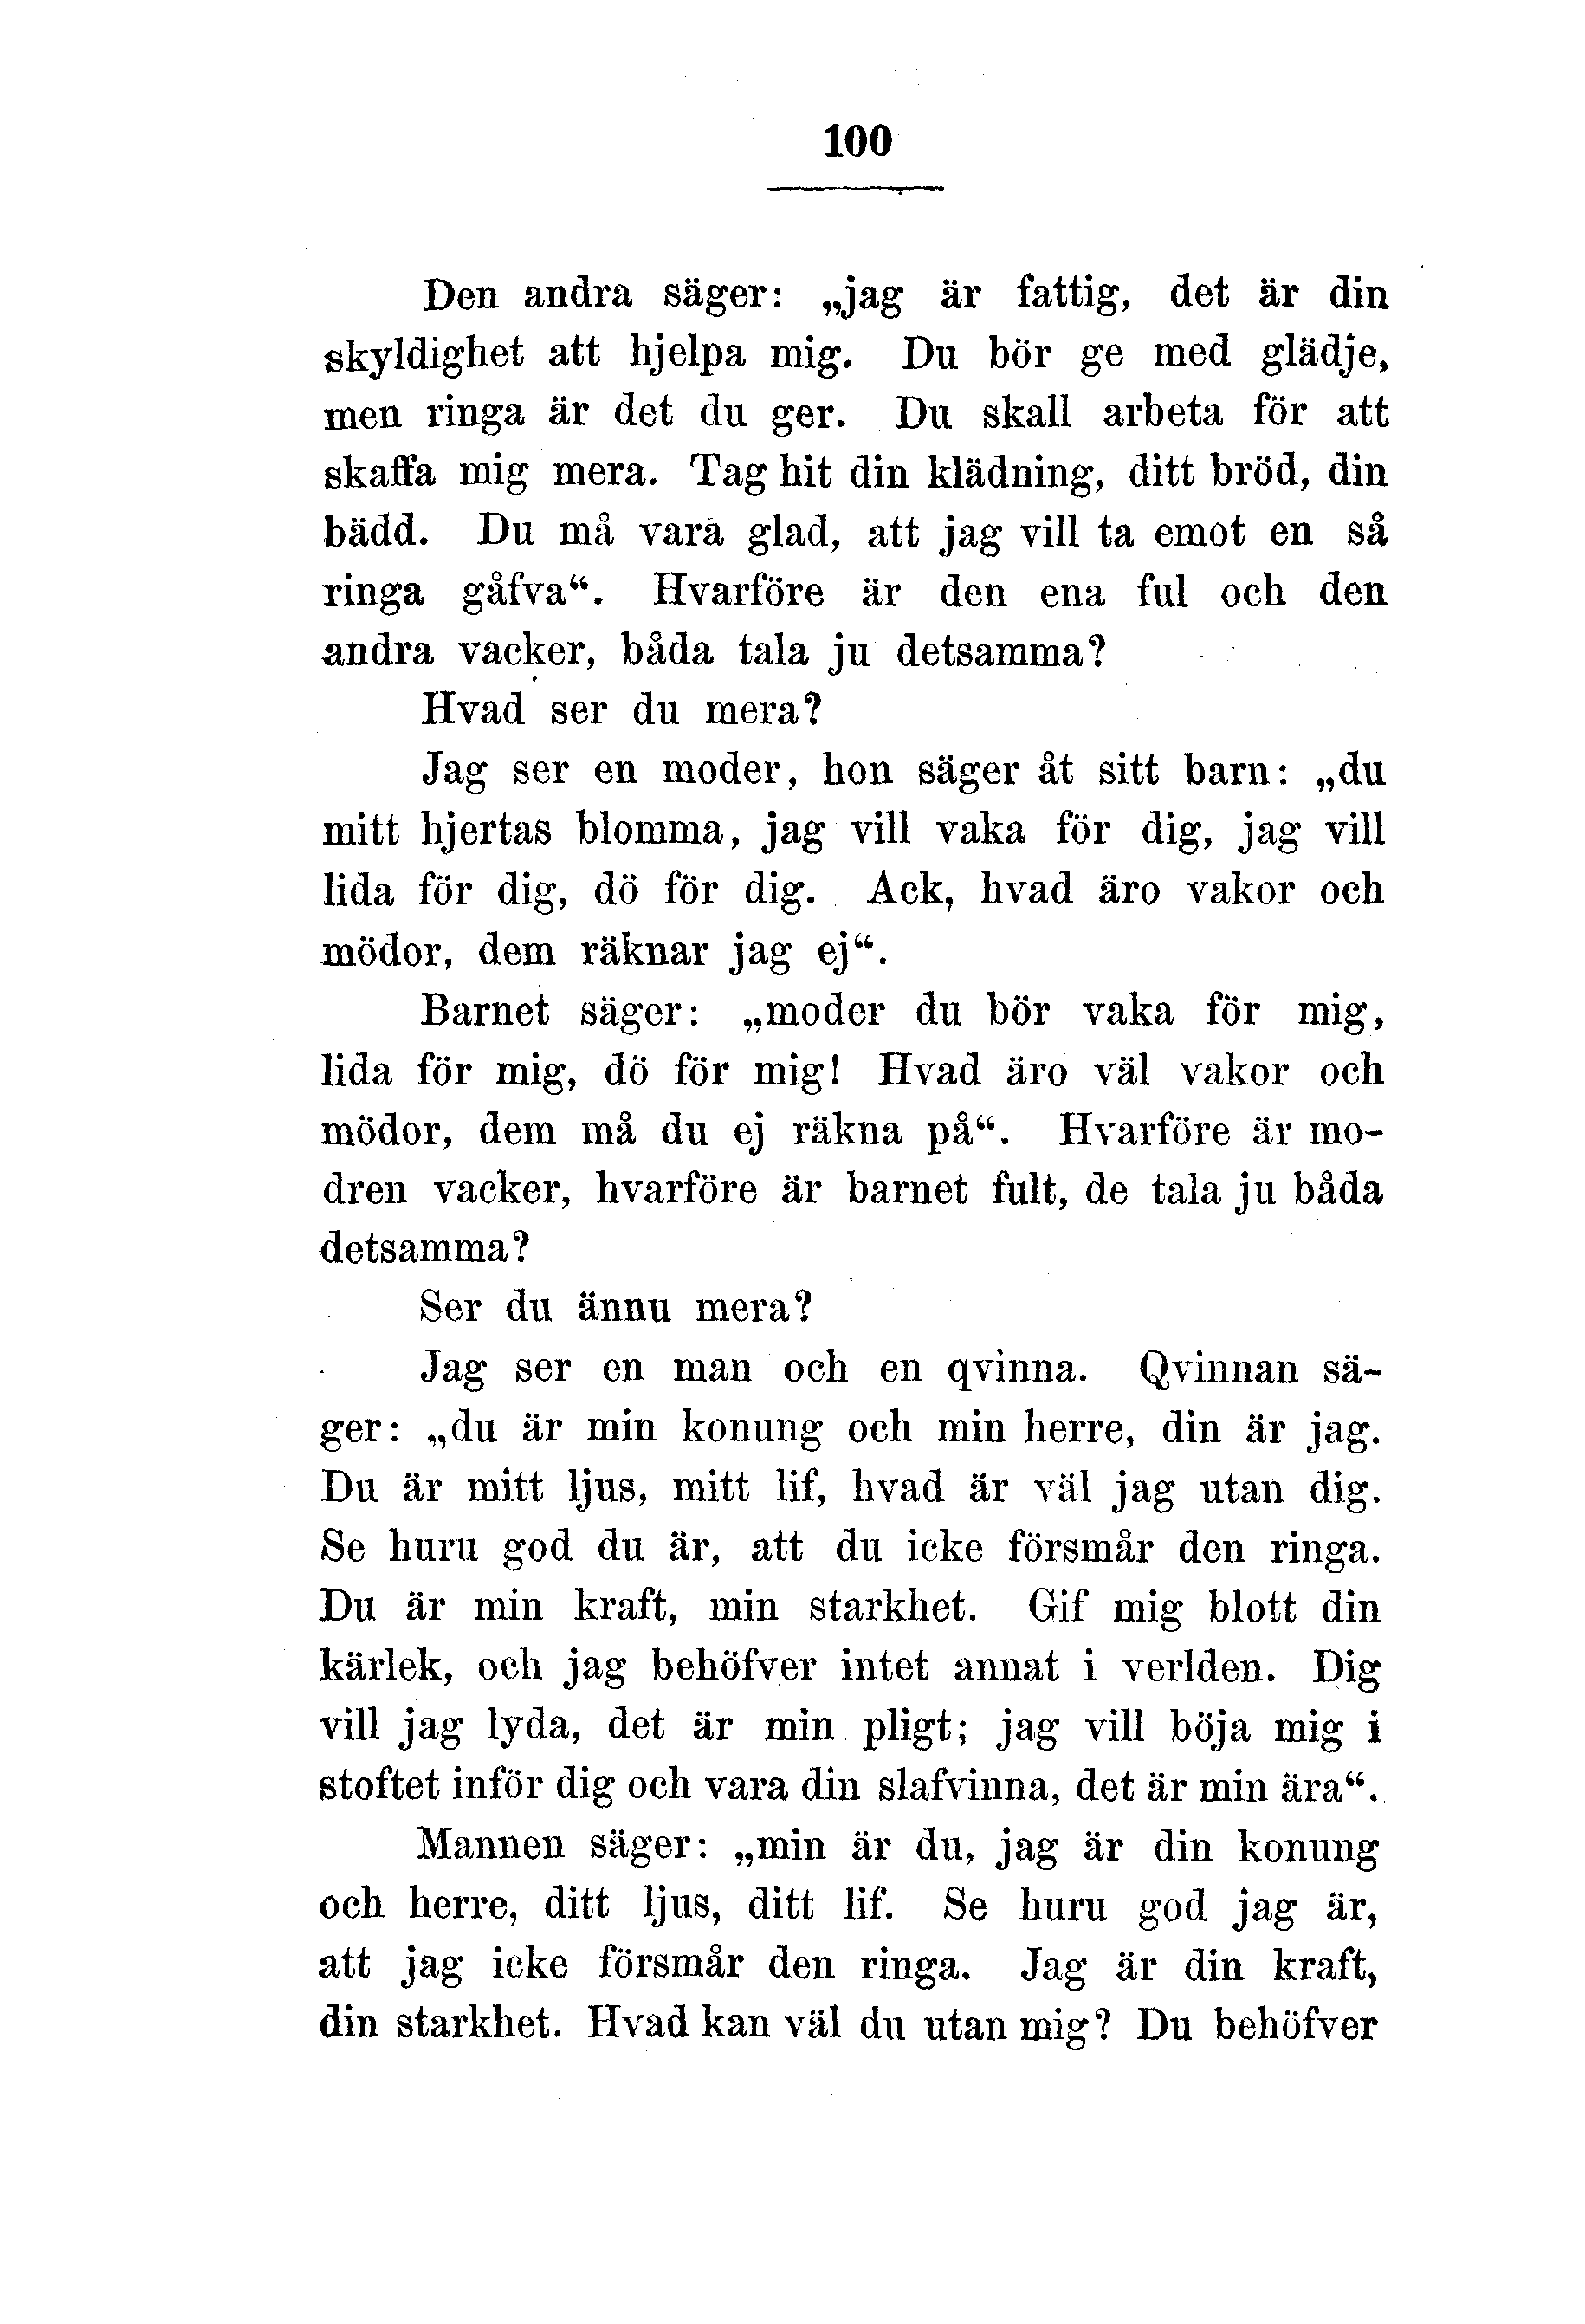 100
Den andra säger: „jag är fattig, det är din
skyldighet att hjelpa mig. Du bör ge med glädje,
men ringa är det du ger. Du skall arbeta för att
skaffa mig mera. Tag hit din klädning, ditt bröd, din
bädd. Du må vara glad, att jag vill ta emot en så
ringa gåfva“. Hvarföre är den ena ful och den
andra vacker, båda tala ju detsamma?
Hvad ser du mera?
Jag ser en moder, hon säger åt sitt barn: „du
mitt hjertas blomma, jag vill vaka för dig, jag vill
lida för dig, dö för dig. Ack, hvad äro vakor och
mödor, dem räknar jag ej“.
Barnet säger: „moder du bör vaka för mig,
lida för mig, dö för mig! Hvad äro väl vakor och
mödor, dem må du ej räkna på“. Hvarföre är mo-
dren vacker, hvarföre är barnet fult, de tala ju båda
detsamma?
Ser du ännu mera?
Jag ser en man och en qvinna. Qvinnan sä-
ger: „du är min konung och min herre, din är jag.
Du är mitt ljus, mitt lif, hvad är väl jag utan dig.
Se huru god du är, att du icke försmår den ringa.
Du är min kraft, min starkhet. Gif mig blott din
kärlek, och jag behöfver intet annat i verlden. Dig
vill jag lyda, det är min pligt; jag vill böja mig i
stoftet inför dig och vara din slafvinna, det är min ära“.
Mannen säger: „min är du, jag är din konung
och herre, ditt ljus, ditt lif. Se huru god jag är,
att jag icke försmår den ringa. Jag är din kraft,
din starkhet. Hvad kan väl du utan mig? Du behöfver